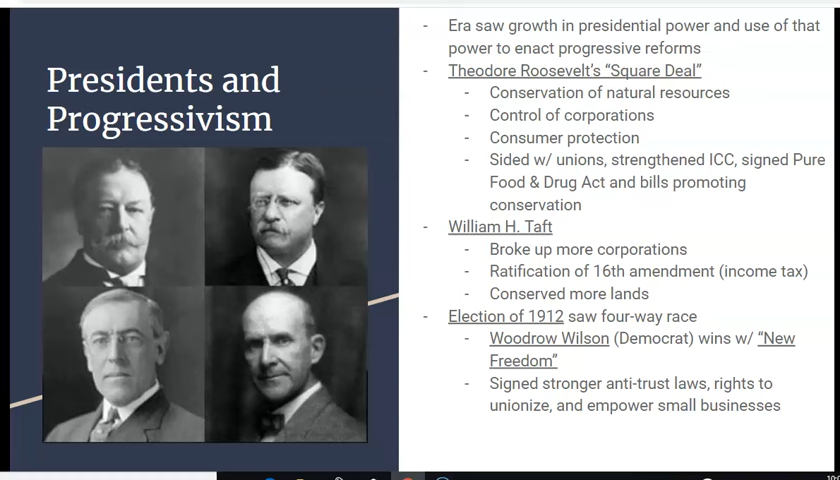 Presidents and
Progressivism
- Era saw growth in presidential power and use of that
power to enact progressive reforms
- Theodore Roosevelt's “Square Deal”
- Conservation of natural resources
- Control of corporations
- Consumer protection
- Sided w/ unions, strengthened ICC, signed Pure
Food & Drug Act and bills promoting
conservation
- William H. Taft
- Broke up more corporations
- Ratification of 16th amendment (income tax)
- Conserved more lands
- Election of 1912 saw four-way race
- Woodrow Wilson (Democrat) wins w/ “New
Freedom”
- Signed stronger anti-trust laws, rights to
unionize, and empower small businesses